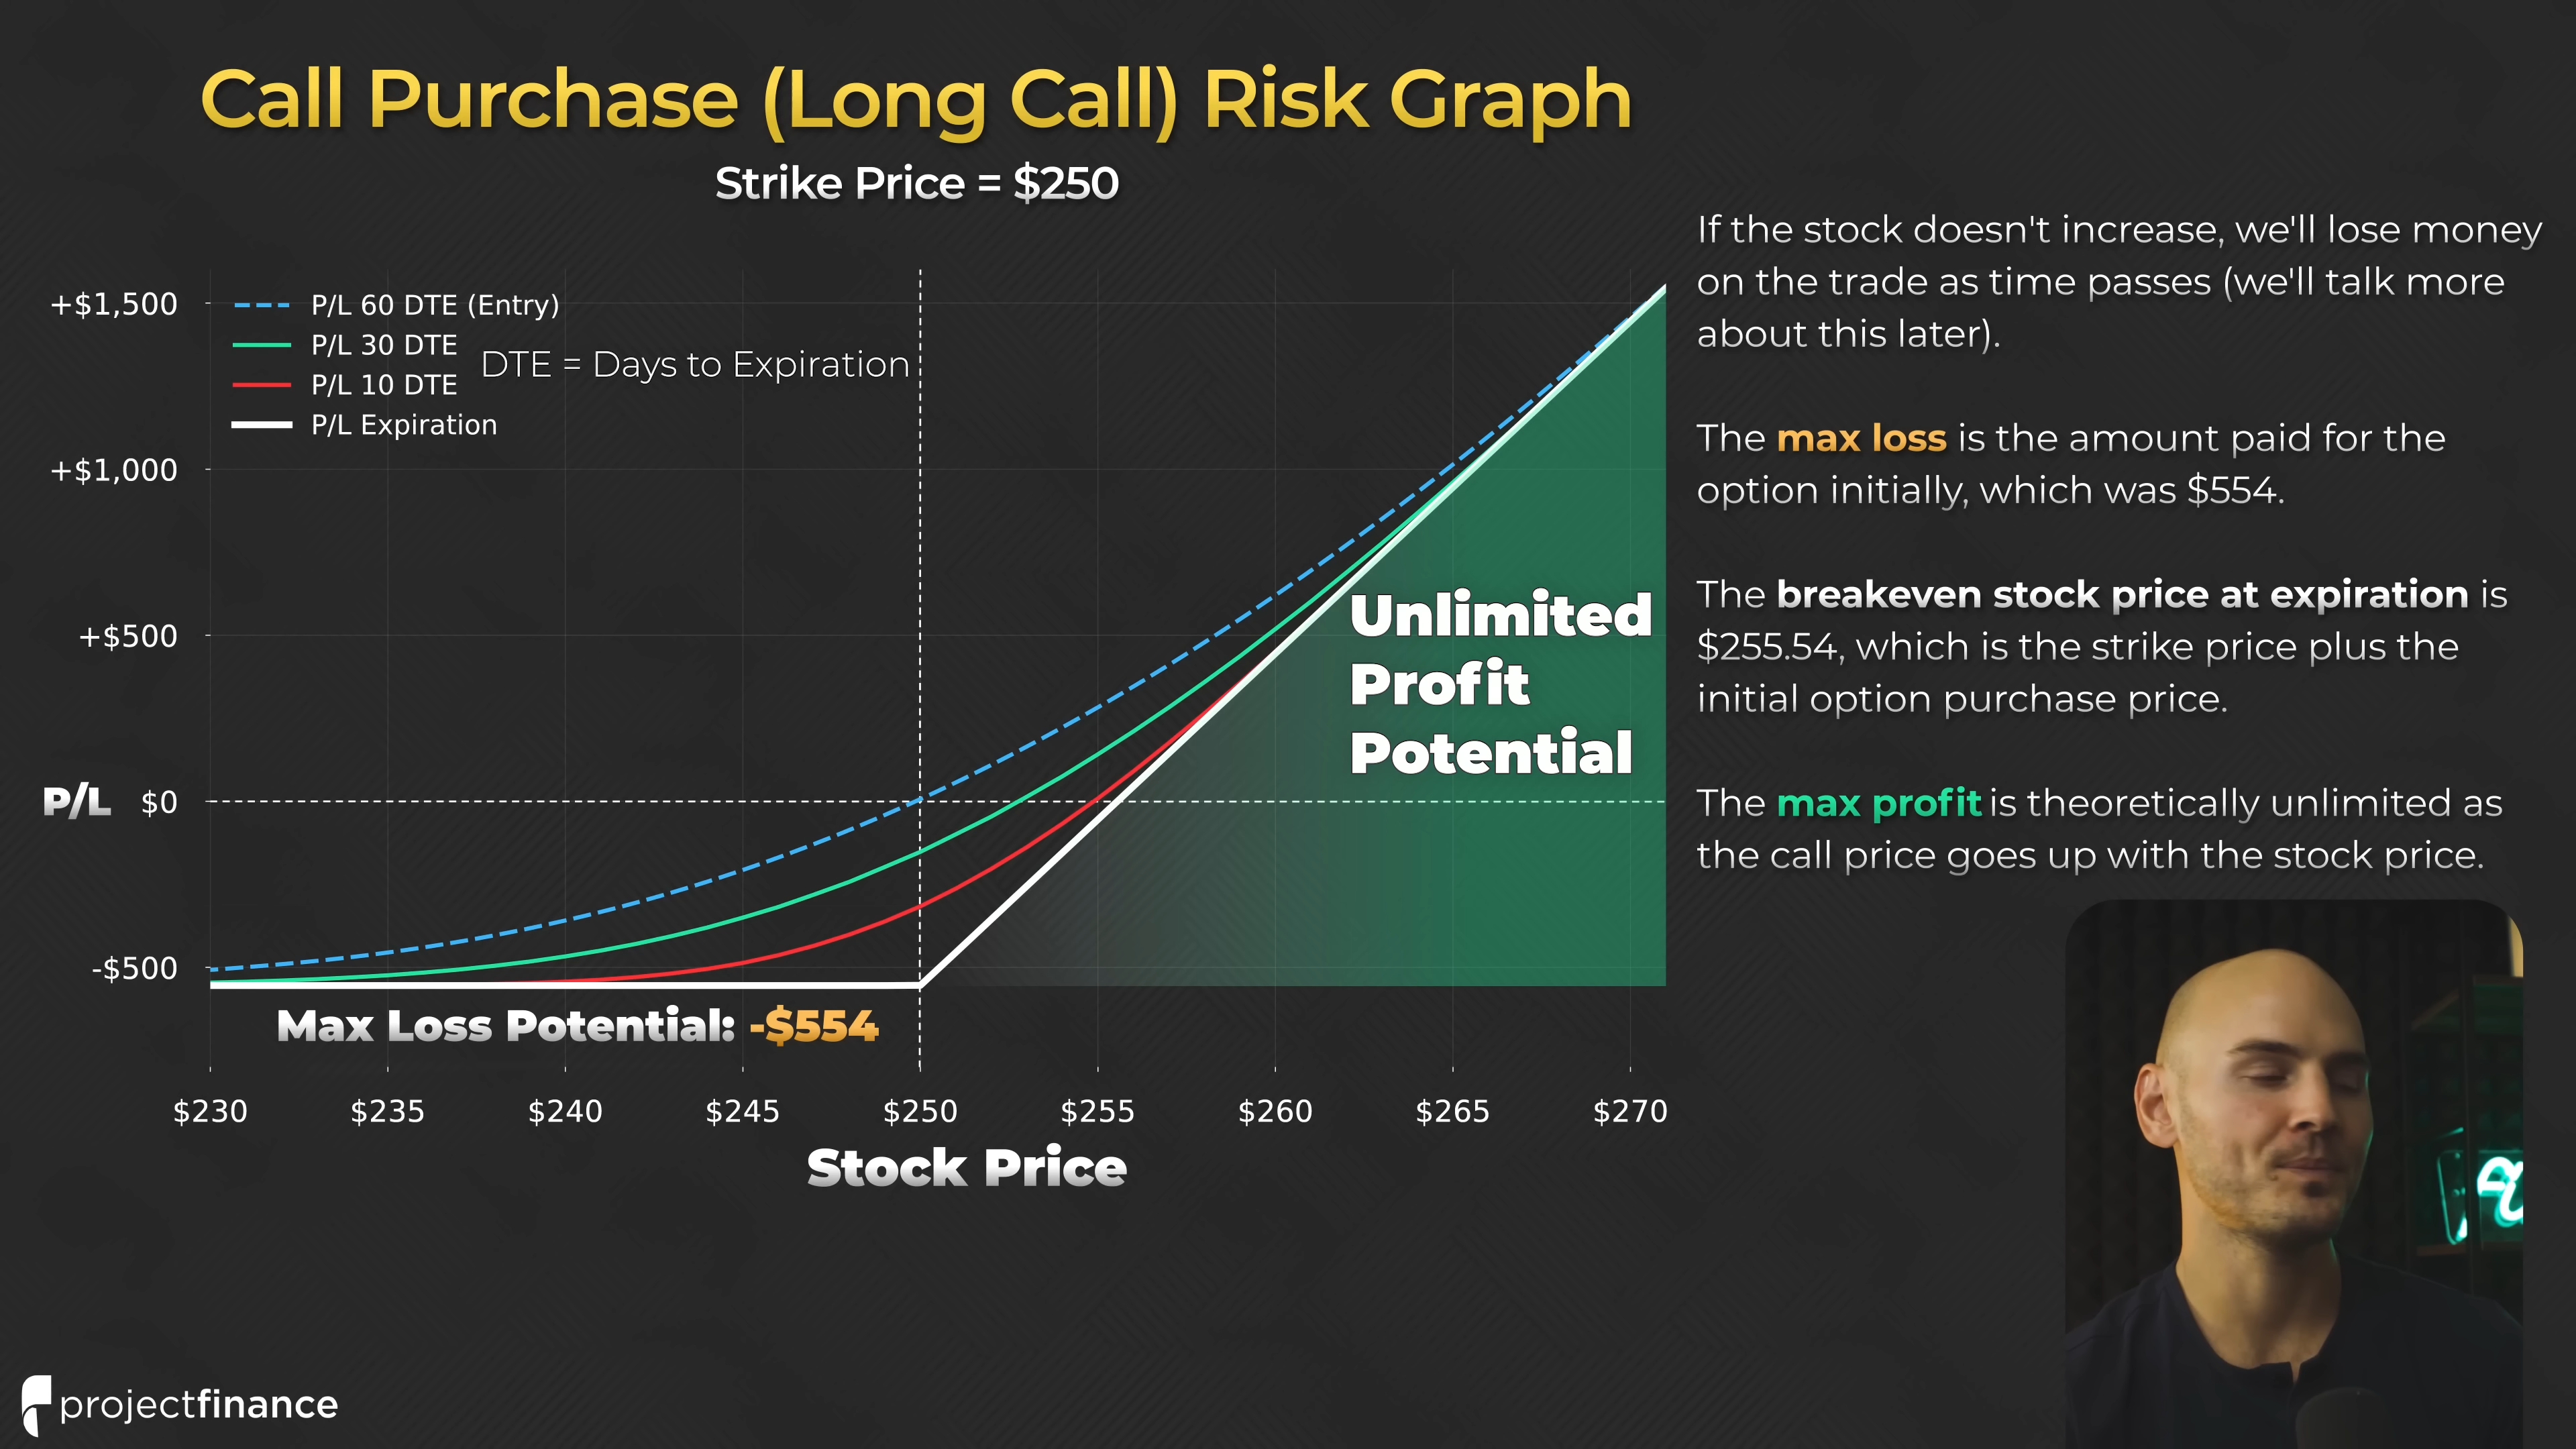 Call Purchase (Long Call) Risk Graph
Strike Price = $250
+$1,500
+$1,000
+$500
P/L $0
-$500
P/L 60 DTE (Entry)
P/L 30 DTE
P/L 10 DTE
P/L Expiration
DTE = Days to Expiration
Unlimited
Profit
Potential
Max Loss Potential: -$554
$230 $235 $240 $245 $250 $255 $260 $265 $270
Stock Price
If the stock doesn't increase, we'll lose money
on the trade as time passes (we'll talk more
about this later).
The max loss is the amount paid for the
option initially, which was $554.
The breakeven stock price at expiration is
$255.54, which is the strike price plus the
initial option purchase price.
The max profit is theoretically unlimited as
the call price goes up with the stock price.
projectfinance